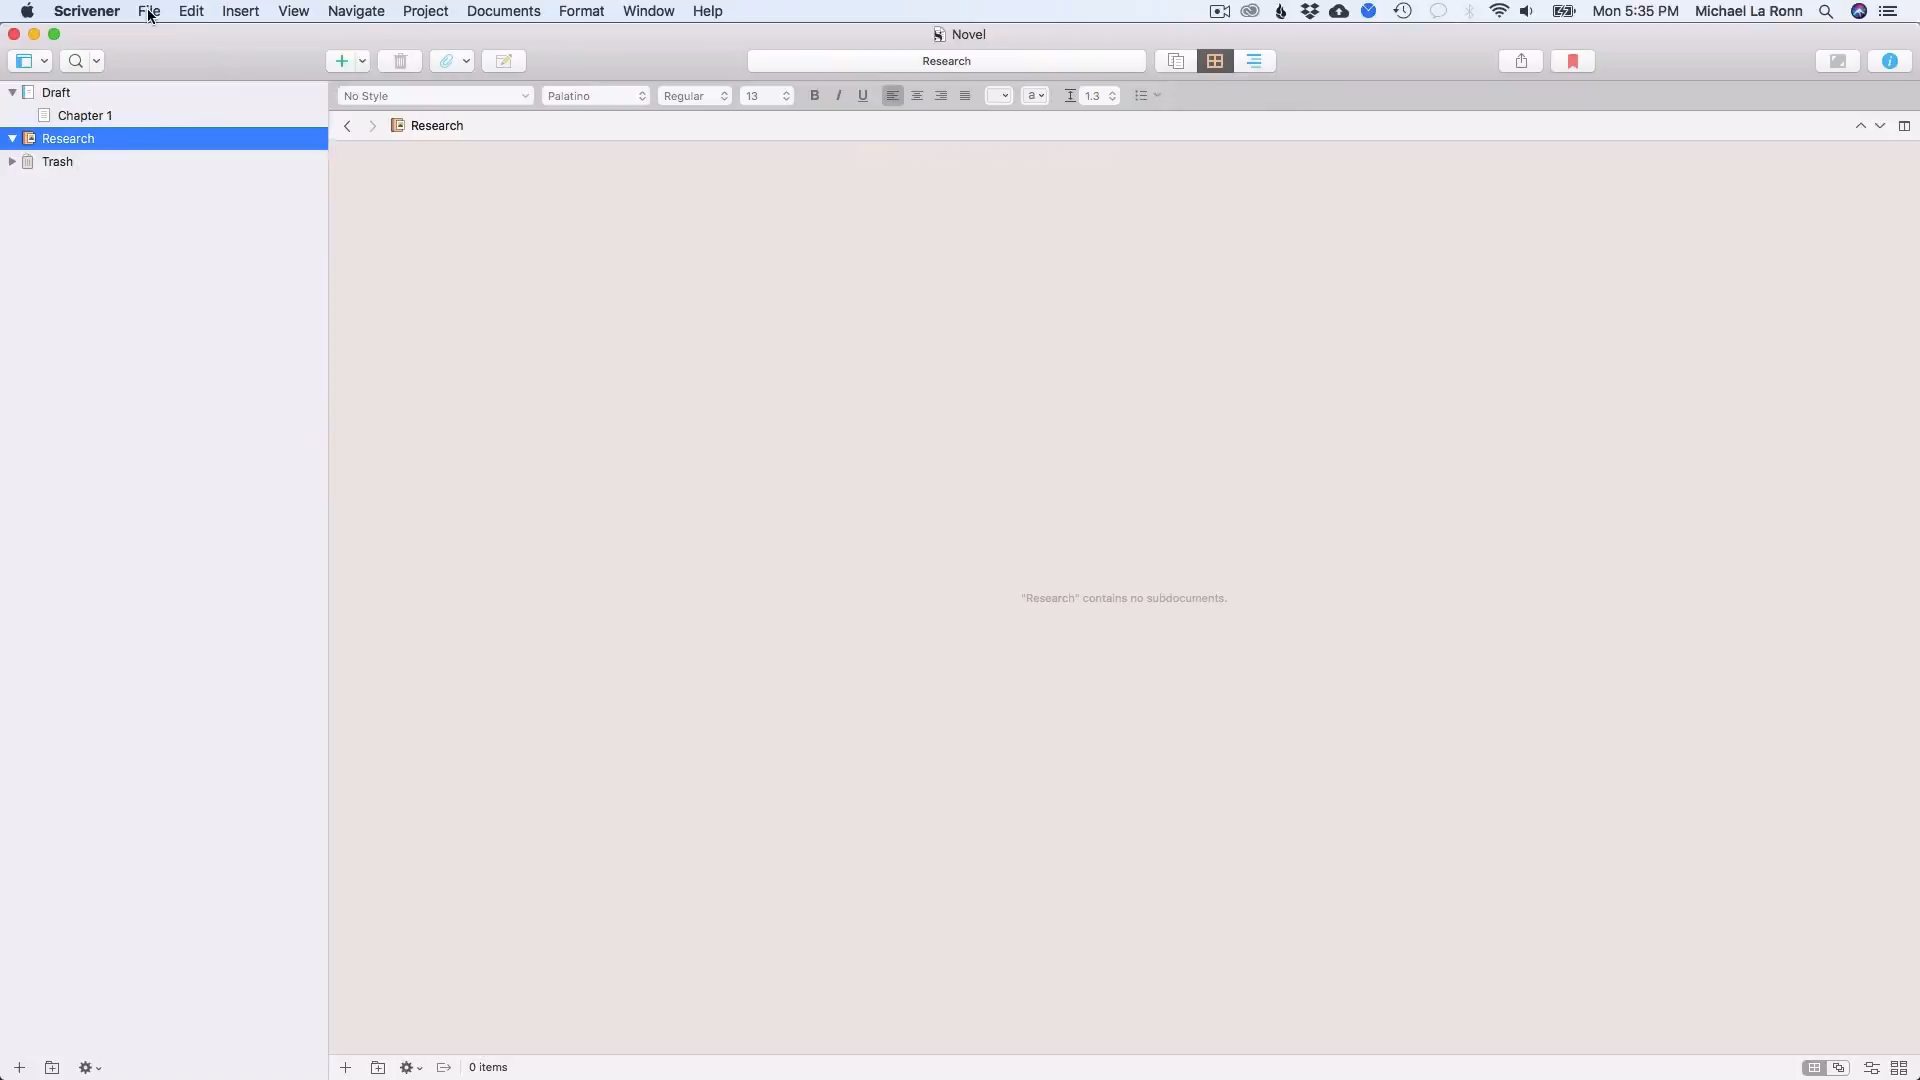 Scrivener File Edit Insert View Navigate Project Documents Format Window Help Mon 5:35 PM Michael La Ronn
Novel
Research
Draft
Chapter 1
Research
Trash
No Style Palatino Regular 13 B I U a 1.3
Research
"Research" contains no subdocuments.
0 items